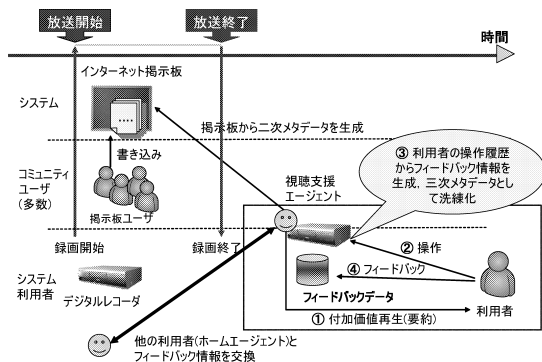 放送開始
放送終了
時間
インターネット掲示板
システム
掲示板から二次メタデータを生成
書き込み
コミュニティ
ユーザ
(多数)
掲示板ユーザ
③ 利用者の操作履歴
からフィードバック情報を
生成，三次メタデータとし
て洗練化
視聴支援
エージェント
録画開始
録画終了
② 操作
④ フィードバック
システム
利用者
デジタルレコーダ
フィードバックデータ
利用者
① 付加価値再生(要約)
他の利用者(ホームエージェント)と
フィードバック情報を交換